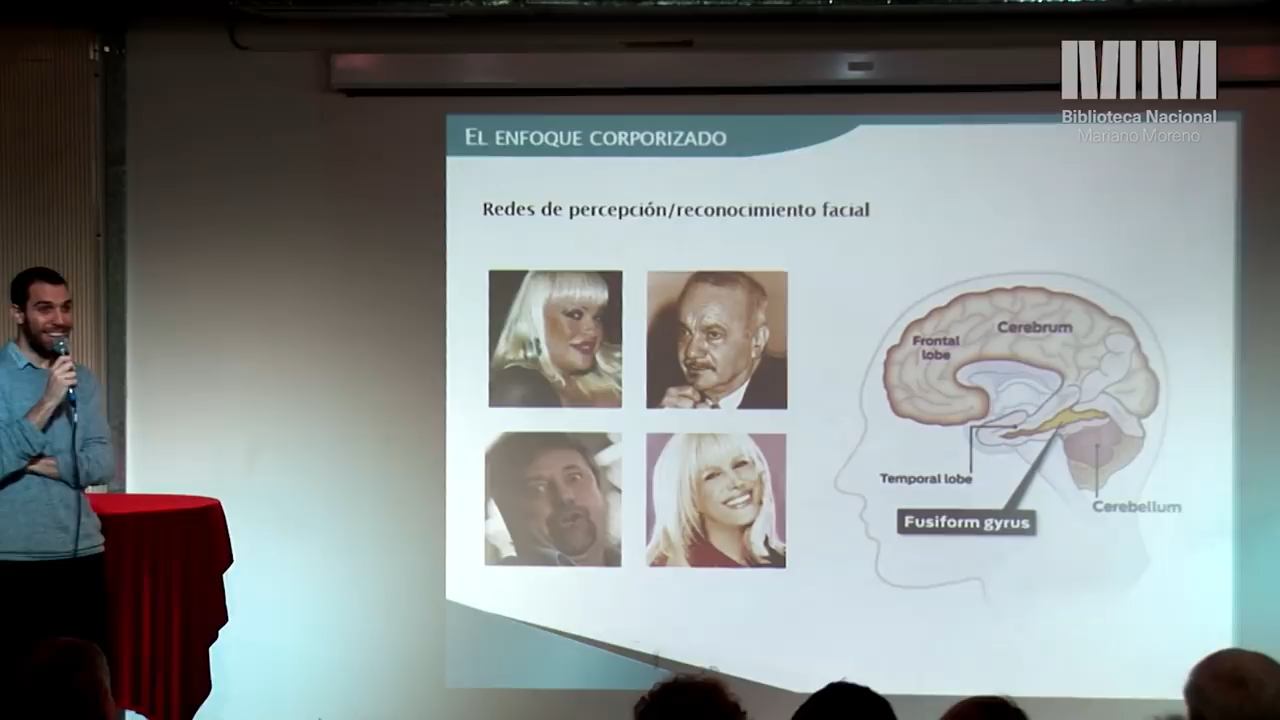 Biblioteca Nacional
Mariano Moreno
EL ENFOQUE CORPORIZADO
Redes de percepción/reconocimiento facial
Cerebrum
Frontal
lobe
Temporal lobe
Cerebellum
Fusiform gyrus